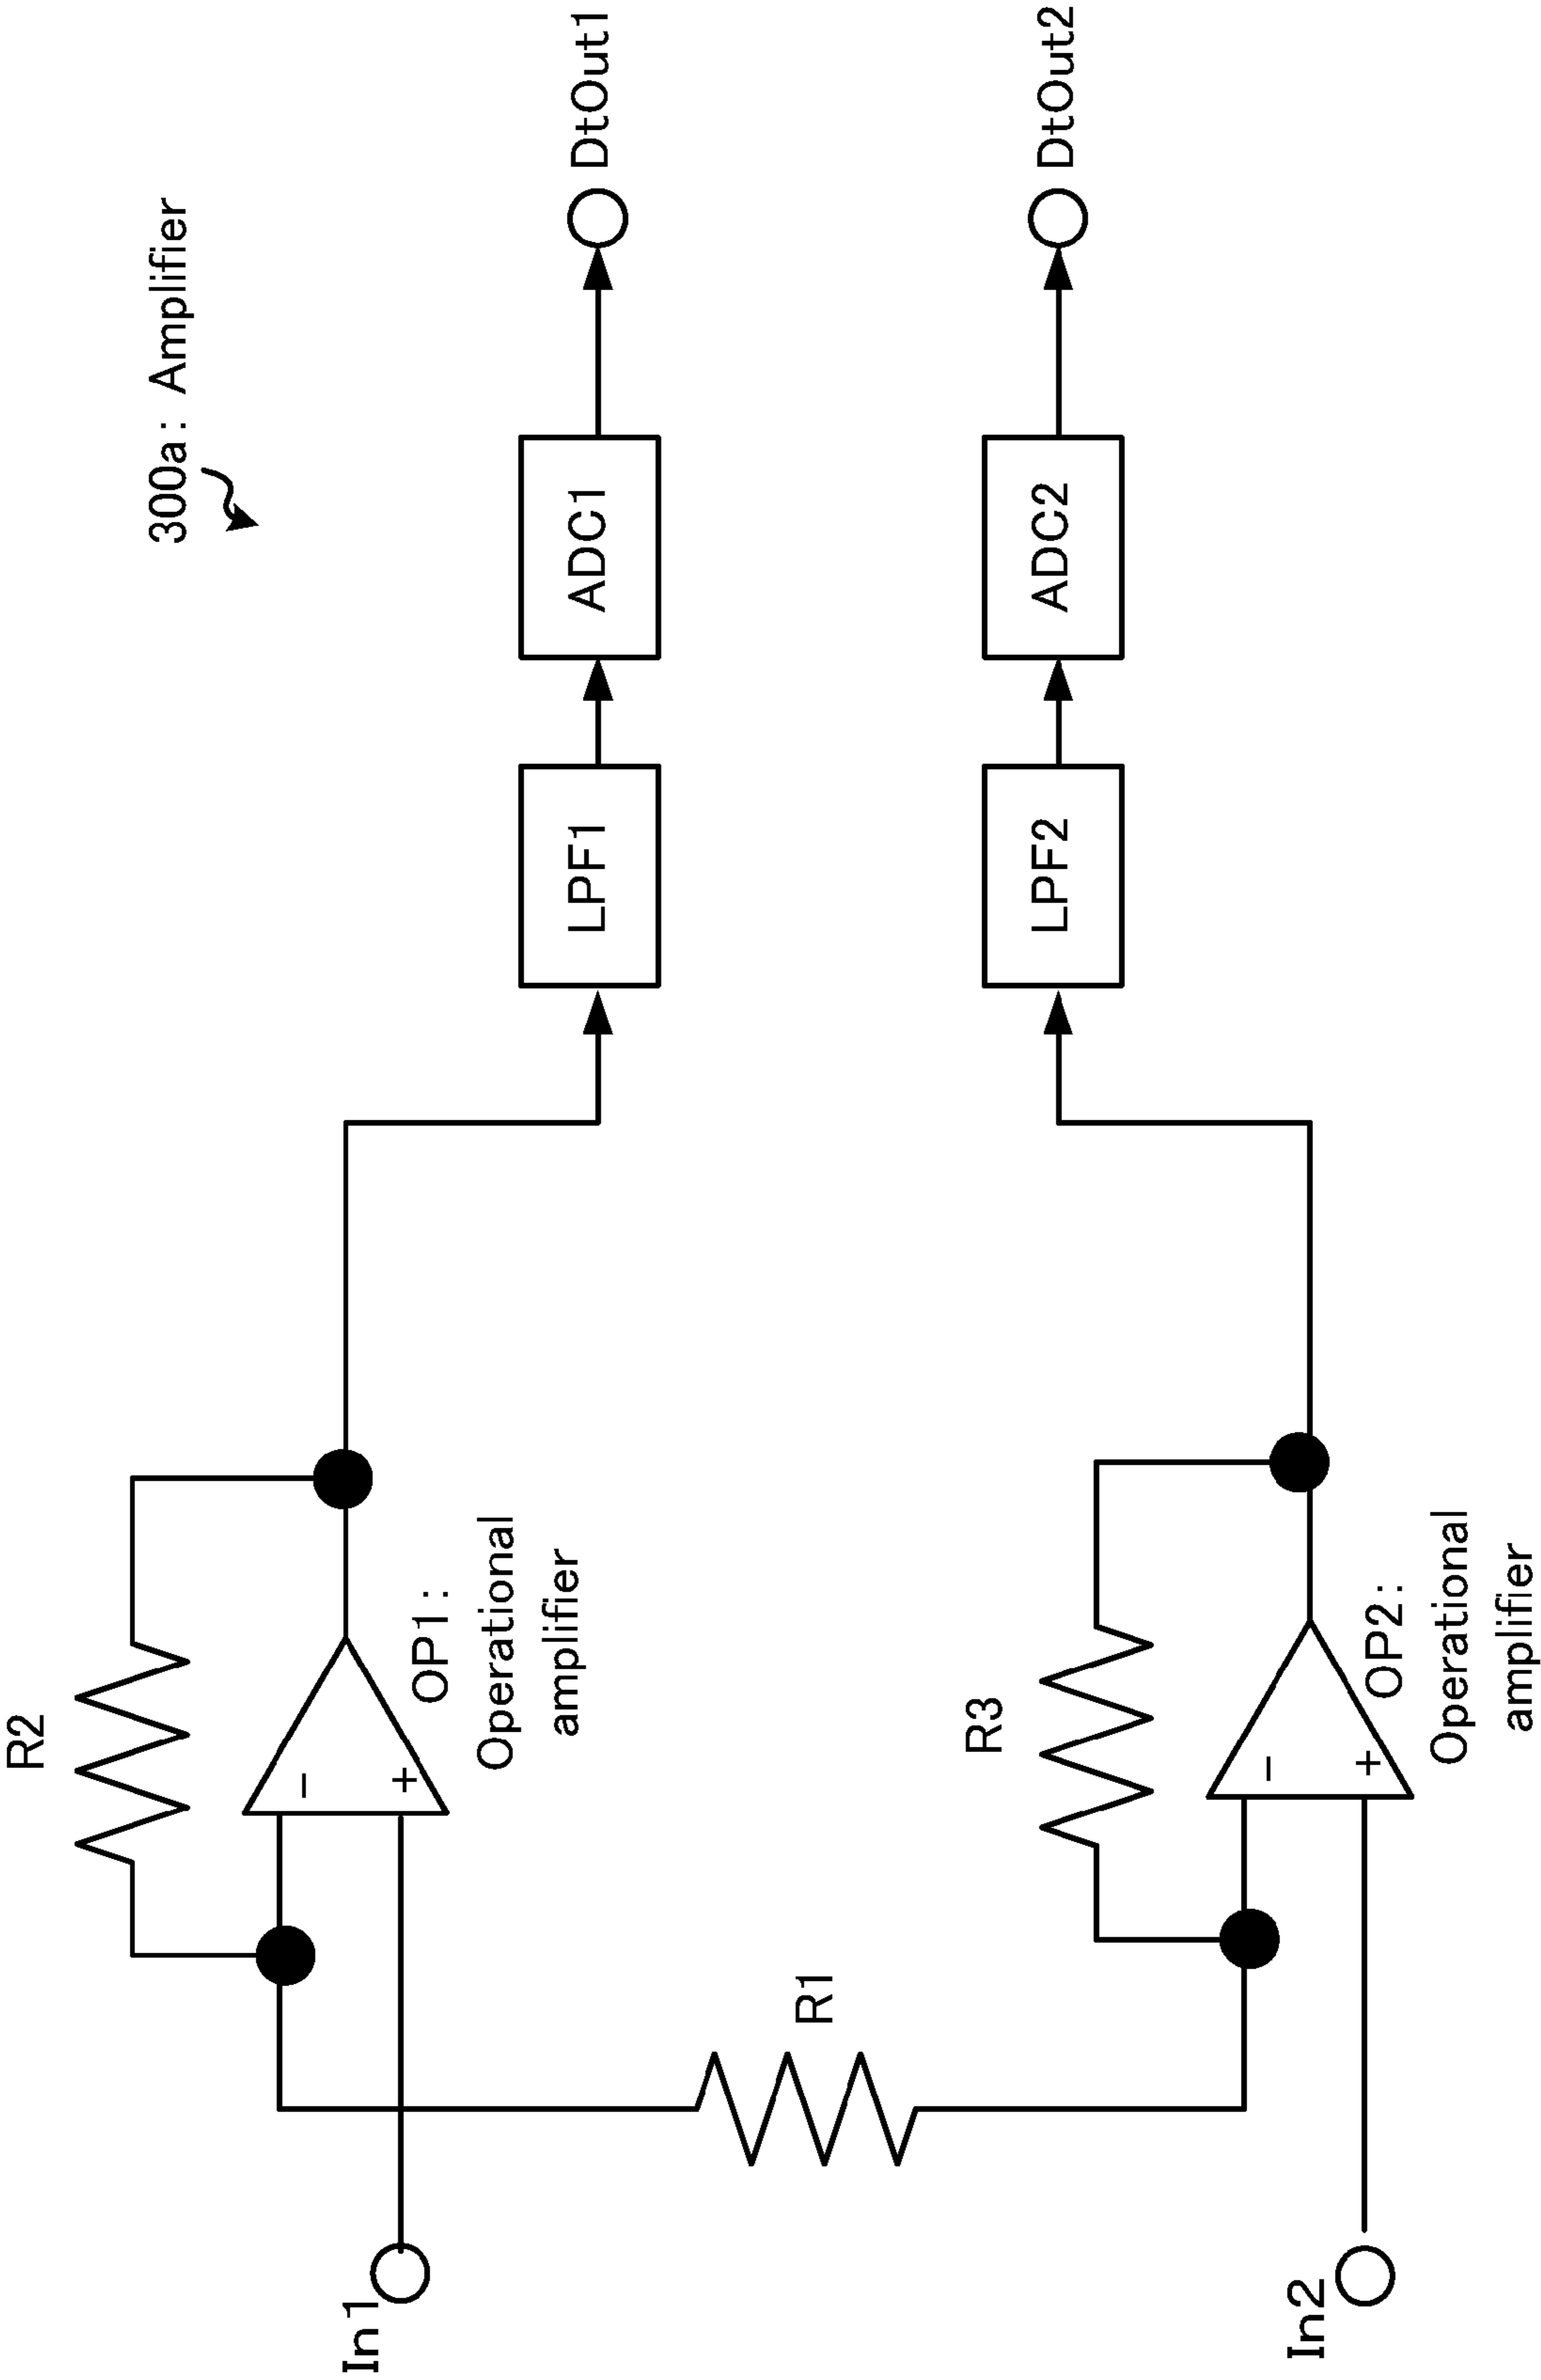 300a: Amplifier
R2
OP1:
Operational
amplifier
LPF1
ADC1
DtOut1
In1
R1
R3
OP2:
Operational
amplifier
LPF2
ADC2
DtOut2
In2
−
+
−
+